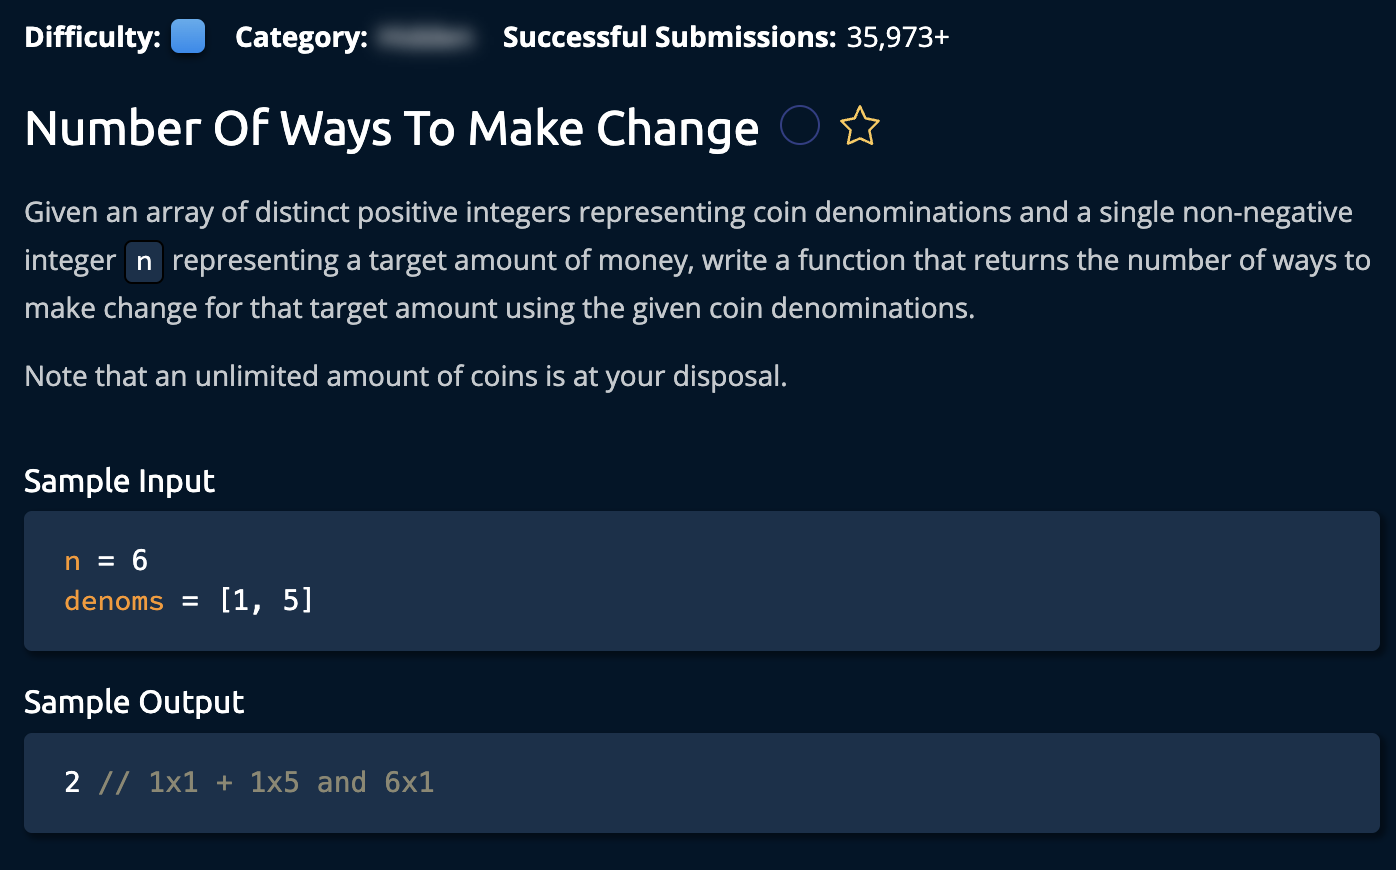 Difficulty: Category: Successful Submissions: 35,973+
Number Of Ways To Make Change
Given an array of distinct positive integers representing coin denominations and a single non-negative
integer n representing a target amount of money, write a function that returns the number of ways to
make change for that target amount using the given coin denominations.
Note that an unlimited amount of coins is at your disposal.
Sample Input
n = 6
denoms = [1, 5]
Sample Output
2 // 1x1 + 1x5 and 6x1